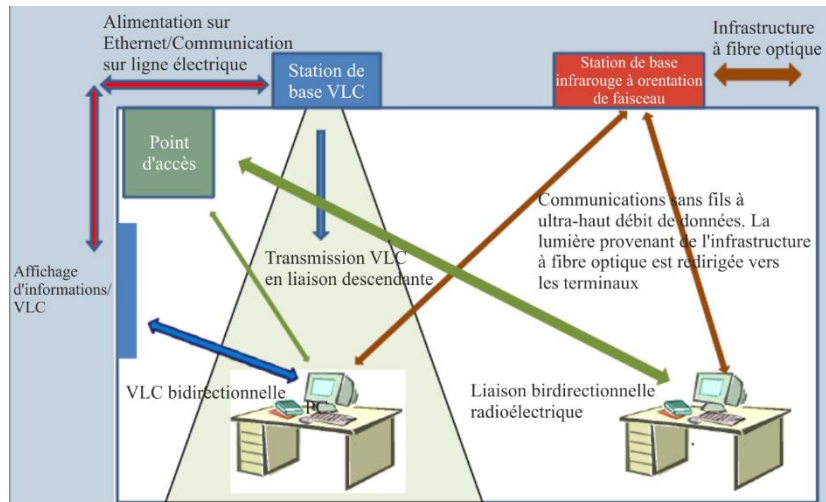 Alimentation sur
Ethernet/Communication
sur ligne électrique
Station de
base VLC
Station de base
infrarouge à orentation
de faisceau
Infrastructure
à fibre optique
Point
d'accès
Communications sans fils à
ultra-haut débit de données. La
lumière provenant de l'infrastructure
à fibre optique est redirigée vers
les terminaux
Transmission VLC
en liaison descendante
Affichage
d'informations/
VLC
VLC bidirectionnelle
PC
Liaison birdirectionnelle
radioélectrique